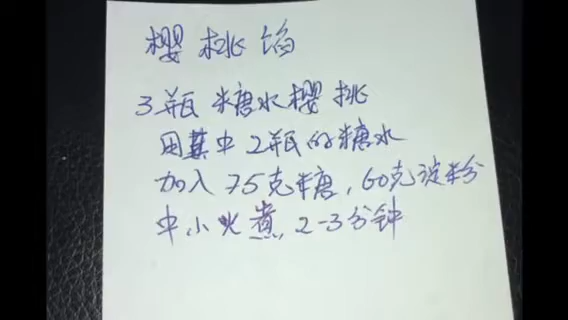 樱桃馅
3瓶糖水樱桃
用其中2瓶的糖水
加入75克糖,60克淀粉
中小火煮,2-3分钟